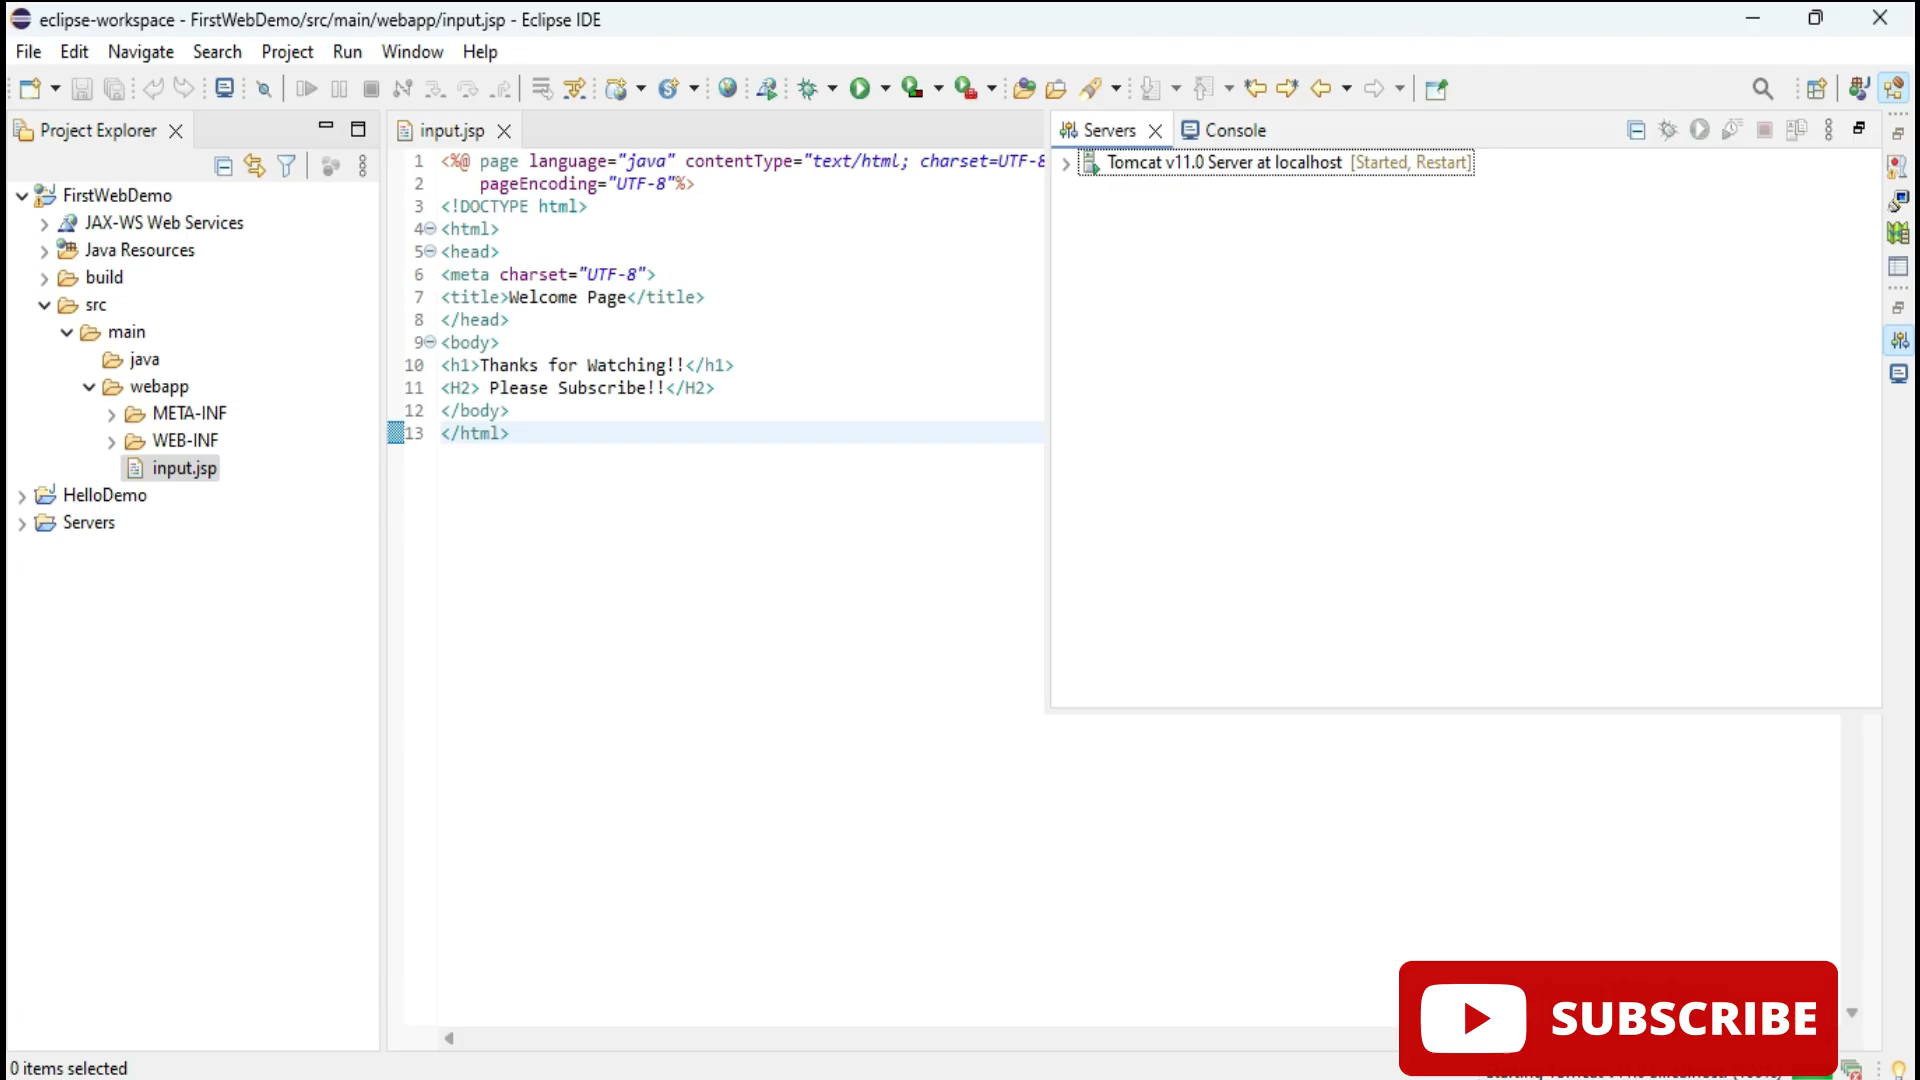 eclipse-workspace - FirstWebDemo/src/main/webapp/input.jsp - Eclipse IDE
File Edit Navigate Search Project Run Window Help
Project Explorer
FirstWebDemo
JAX-WS Web Services
Java Resources
build
src
main
java
webapp
META-INF
WEB-INF
input.jsp
HelloDemo
Servers
input.jsp
1 <%@ page language="java" contentType="text/html; charset=UTF-8
2 pageEncoding="UTF-8"%>
3 <!DOCTYPE html>
4 <html>
5 <head>
6 <meta charset="UTF-8">
7 <title>Welcome Page</title>
8 </head>
9 <body>
10 <h1>Thanks for Watching!!</h1>
11 <H2> Please Subscribe!!</H2>
12 </body>
13 </html>
Servers Console
Tomcat v11.0 Server at localhost [Started, Restart]
SUBSCRIBE
0 items selected